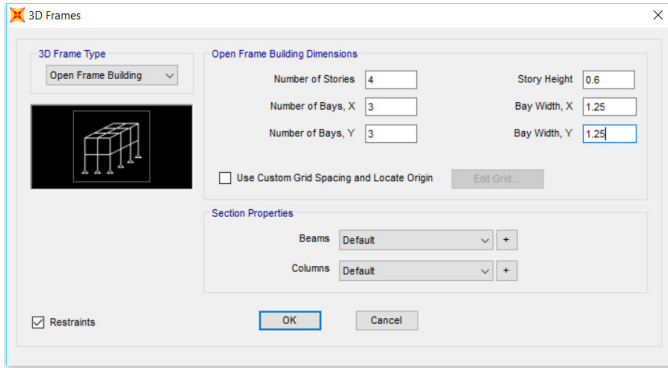 3D Frames
3D Frame Type
Open Frame Building
Open Frame Building Dimensions
Number of Stories 4 Story Height 0.6
Number of Bays, X 3 Bay Width, X 1.25
Number of Bays, Y 3 Bay Width, Y 1.25
Use Custom Grid Spacing and Locate Origin Edit Grid...
Section Properties
Beams Default +
Columns Default +
Restraints OK Cancel